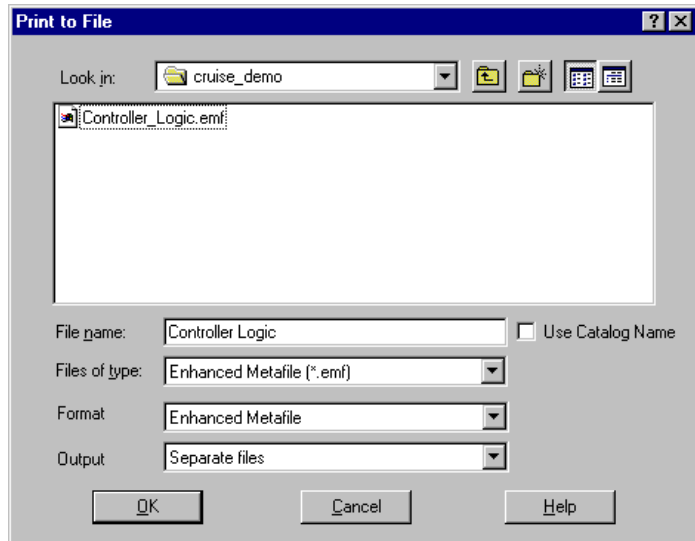 Print to File
Look in: cruise_demo
Controller_Logic.emf
File name: Controller Logic Use Catalog Name
Files of type: Enhanced Metafile (*.emf)
Format Enhanced Metafile
Output Separate files
OK Cancel Help